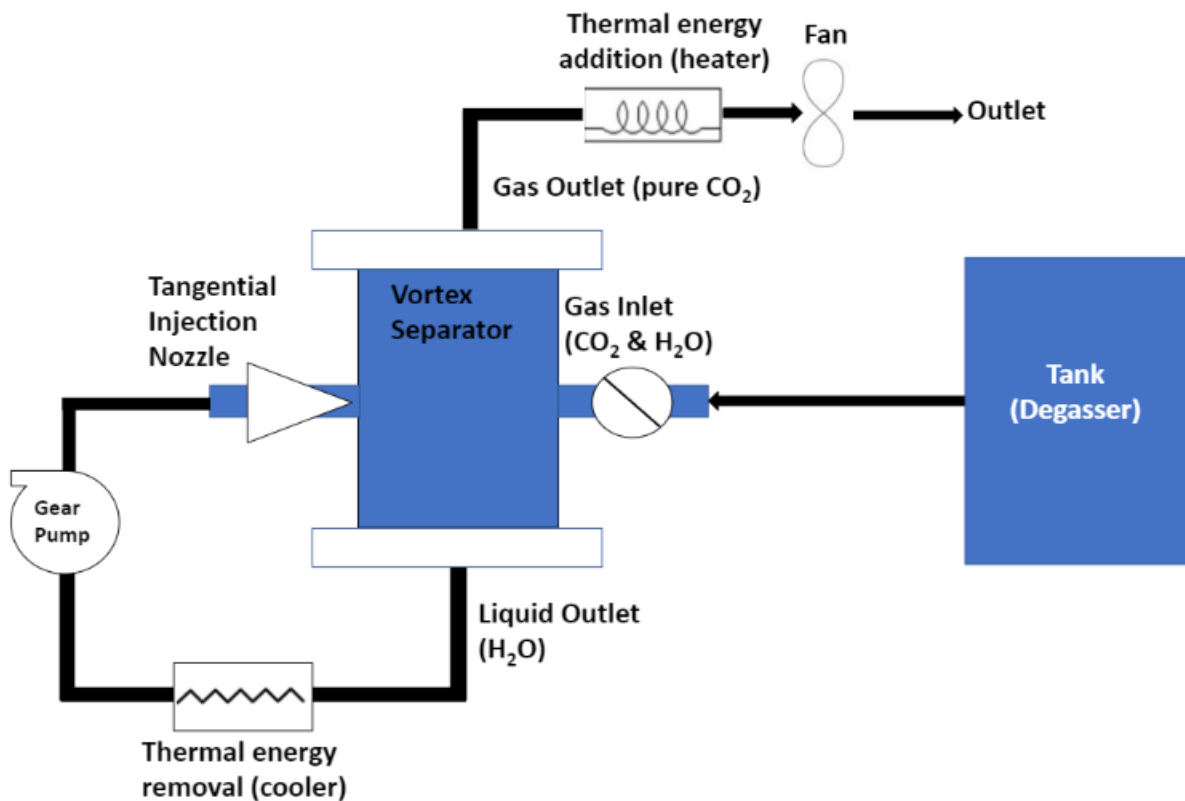 Thermal energy
addition (heater)
Fan
Outlet
Gas Outlet (pure CO₂)
Tangential
Injection
Nozzle
Vortex
Separator
Gas Inlet
(CO₂ & H₂O)
Tank
(Degasser)
Gear
Pump
Liquid Outlet
(H₂O)
Thermal energy
removal (cooler)